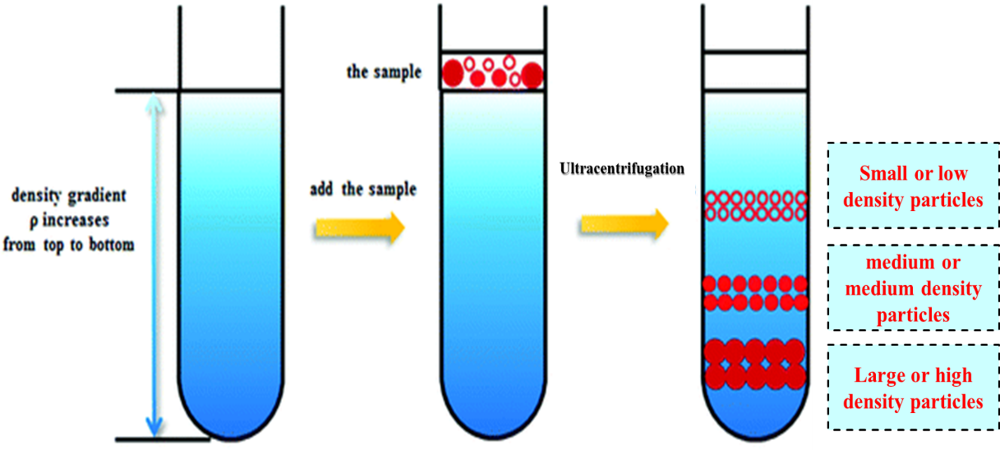 density gradient
ρ increases
from top to bottom
add the sample
the sample
Ultracentrifugation
Small or low
density particles
medium or
medium density
particles
Large or high
density particles